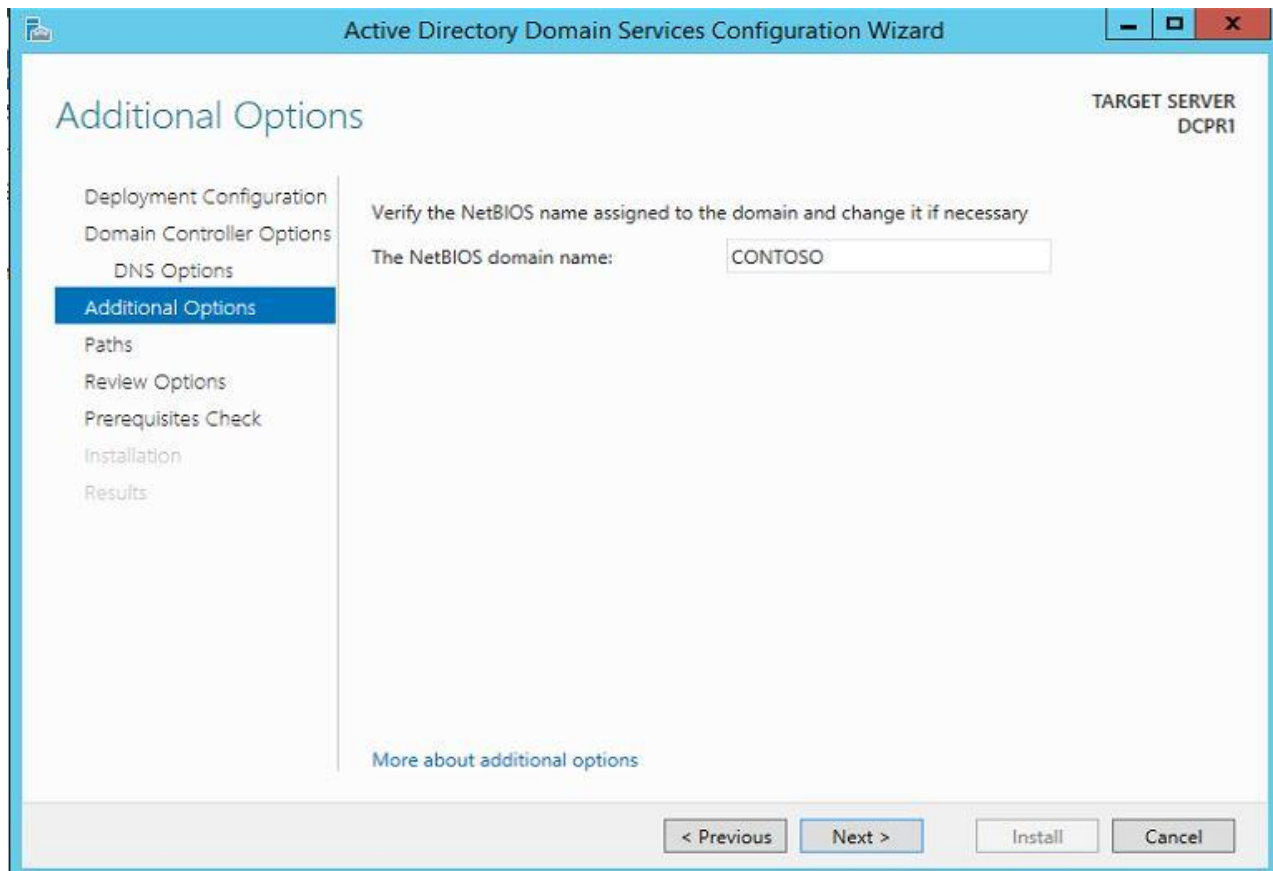 Active Directory Domain Services Configuration Wizard
Additional Options
TARGET SERVER
DCPR1
Deployment Configuration
Domain Controller Options
DNS Options
Additional Options
Paths
Review Options
Prerequisites Check
Installation
Results
Verify the NetBIOS name assigned to the domain and change it if necessary
The NetBIOS domain name: CONTOSO
More about additional options
< Previous Next > Install Cancel